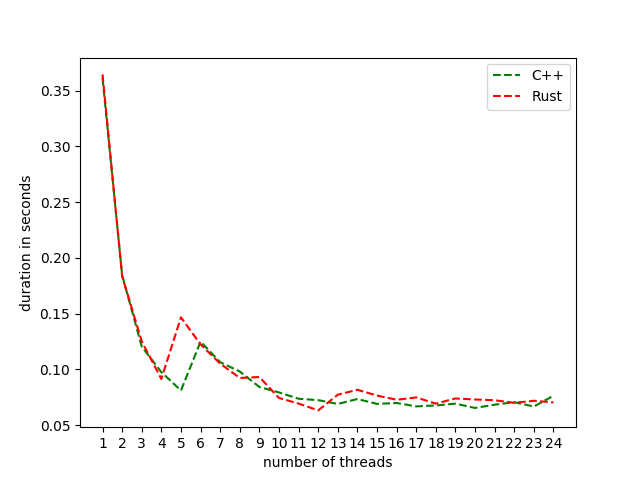 C++
Rust
0.35
0.30
0.25
0.20
0.15
0.10
0.05
duration in seconds
1 2 3 4 5 6 7 8 9 10 11 12 13 14 15 16 17 18 19 20 21 22 23 24
number of threads